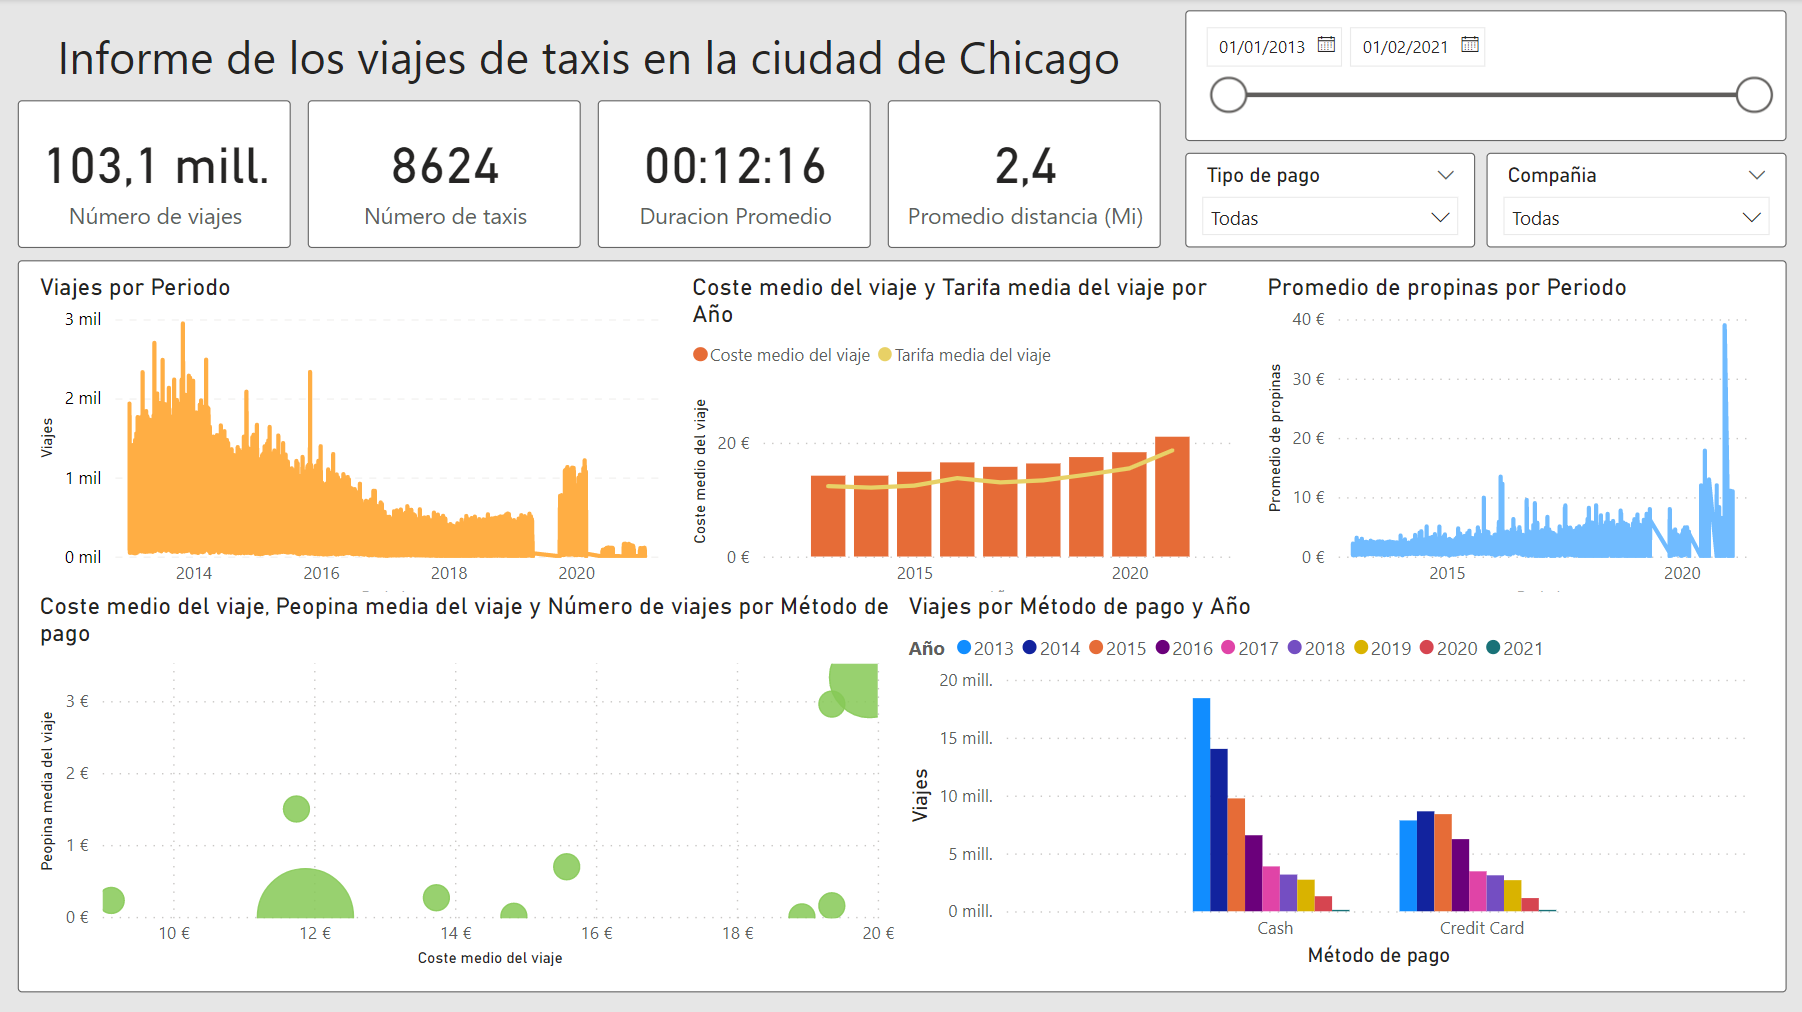 Informe de los viajes de taxis en la ciudad de Chicago
01/01/2013
01/02/2021
103,1 mill.
Número de viajes
8624
Número de taxis
00:12:16
Duracion Promedio
2,4
Promedio distancia (Mi)
Tipo de pago
Todas
Compañia
Todas
Viajes por Periodo
3 mil
2 mil
1 mil
0 mil
Viajes
2014
2016
2018
2020
Coste medio del viaje y Tarifa media del viaje por
Año
Coste medio del viaje
Tarifa media del viaje
Coste medio del viaje
20 €
0 €
2015
2020
Promedio de propinas por Periodo
Promedio de propinas
40 €
30 €
20 €
10 €
0 €
2015
2020
Coste medio del viaje, Peopina media del viaje y Número de viajes por Método de
pago
Peopina media del viaje
3 €
2 €
1 €
0 €
10 €
12 €
14 €
16 €
18 €
20 €
Coste medio del viaje
Viajes por Método de pago y Año
Año 2013 2014 2015 2016 2017 2018 2019 2020 2021
Viajes
20 mill.
15 mill.
10 mill.
5 mill.
0 mill.
Cash
Credit Card
Método de pago